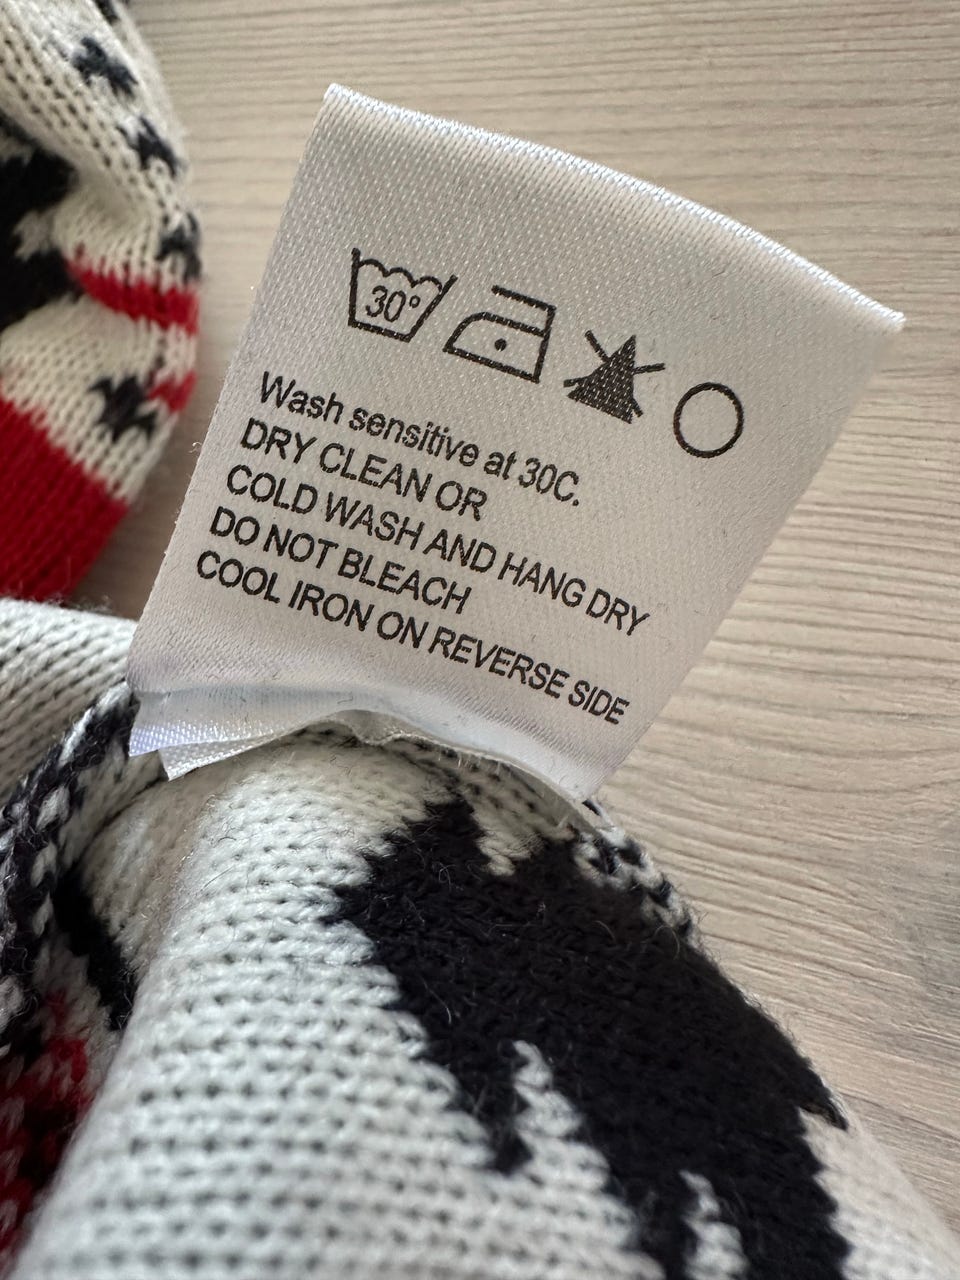 30°
Wash sensitive at 30C.
DRY CLEAN OR
COLD WASH AND HANG DRY
DO NOT BLEACH
COOL IRON ON REVERSE SIDE